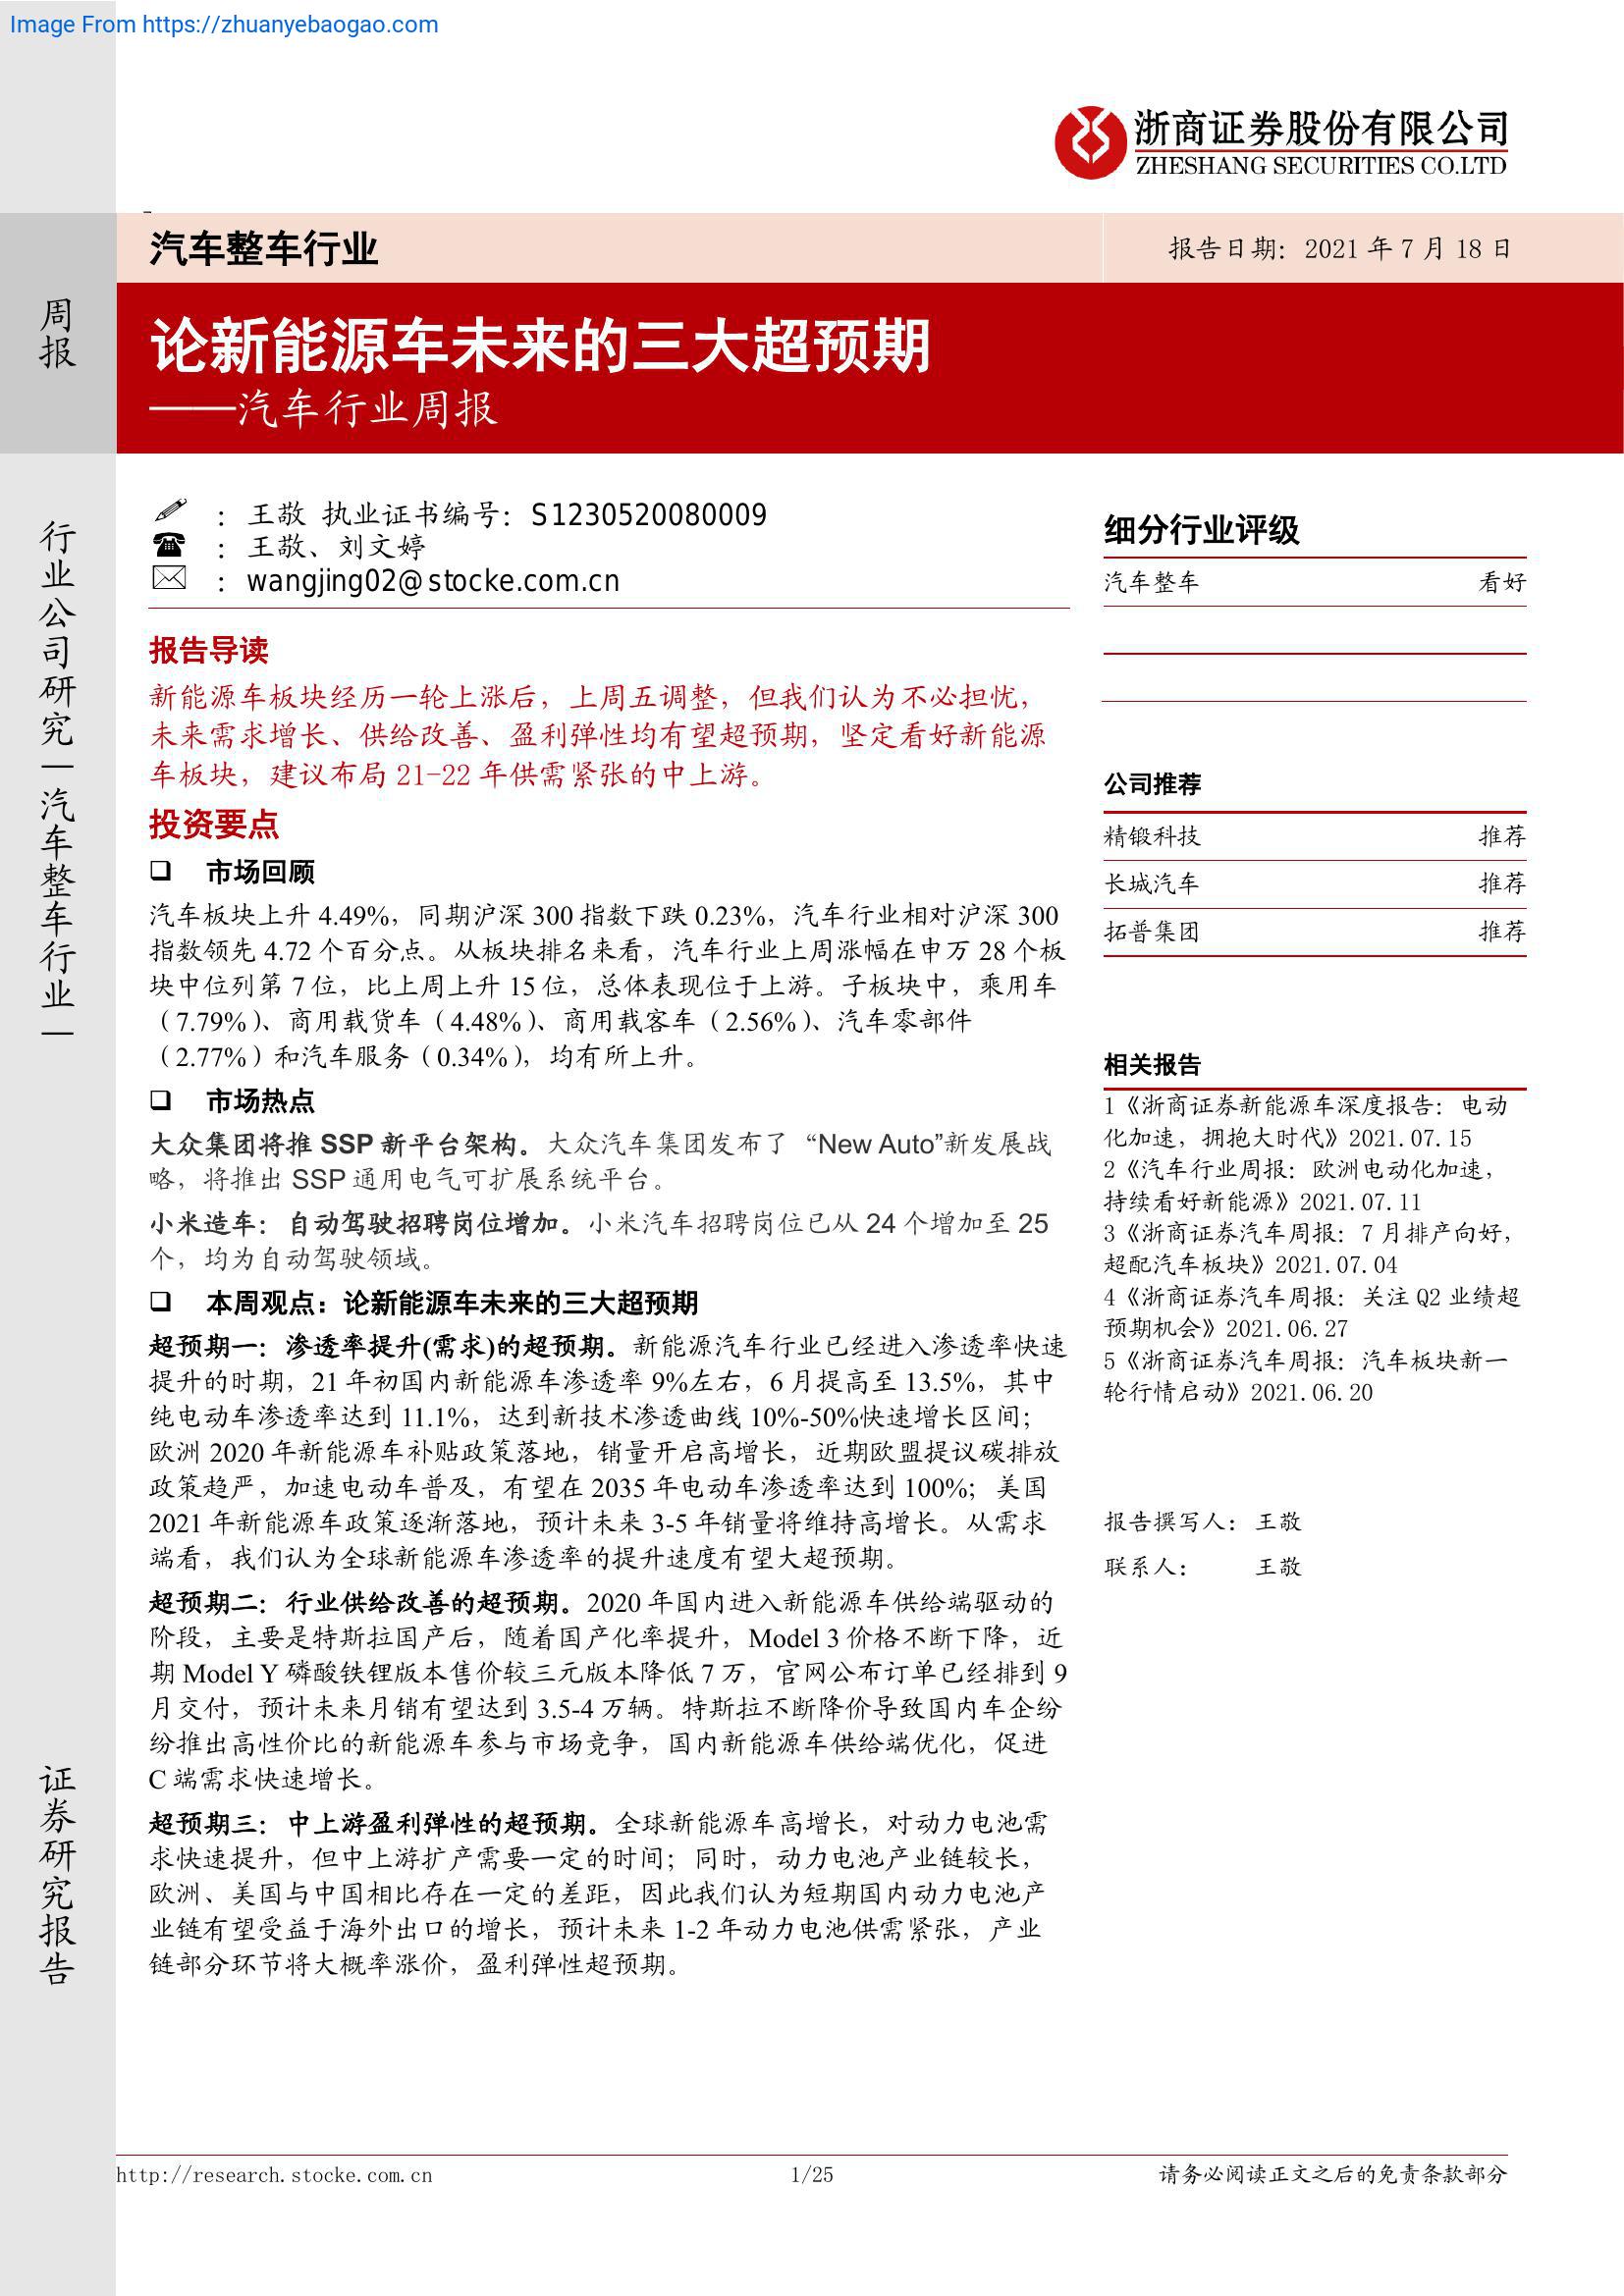 Image From https://zhuanyebaogao.com
浙商证券股份有限公司
ZHESHANG SECURITIES CO.LTD
汽车整车行业
报告日期：2021 年 7 月 18 日
周报
论新能源车未来的三大超预期
——汽车行业周报
行业公司研究—汽车整车行业—
证券研究报告
： 王敬 执业证书编号：S1230520080009
： 王敬、刘文婷
： wangjing02@stocke.com.cn
报告导读
新能源车板块经历一轮上涨后，上周五调整，但我们认为不必担忧，
未来需求增长、供给改善、盈利弹性均有望超预期，坚定看好新能源
车板块，建议布局 21-22 年供需紧张的中上游。
投资要点
❑ 市场回顾
汽车板块上升 4.49%，同期沪深 300 指数下跌 0.23%，汽车行业相对沪深 300
指数领先 4.72 个百分点。从板块排名来看，汽车行业上周涨幅在申万 28 个板
块中位列第 7 位，比上周上升 15 位，总体表现位于上游。子板块中，乘用车
（7.79%）、商用载货车（4.48%）、商用载客车（2.56%）、汽车零部件
（2.77%）和汽车服务（0.34%），均有所上升。
❑ 市场热点
大众集团将推 SSP 新平台架构。大众汽车集团发布了“New Auto”新发展战
略，将推出 SSP 通用电气可扩展系统平台。
小米造车：自动驾驶招聘岗位增加。小米汽车招聘岗位已从 24 个增加至 25
个，均为自动驾驶领域。
❑ 本周观点：论新能源车未来的三大超预期
超预期一：渗透率提升(需求)的超预期。新能源汽车行业已经进入渗透率快速
提升的时期，21 年初国内新能源车渗透率 9%左右，6 月提高至 13.5%，其中
纯电动车渗透率达到 11.1%，达到新技术渗透曲线 10%-50%快速增长区间；
欧洲 2020 年新能源车补贴政策落地，销量开启高增长，近期欧盟提议碳排放
政策趋严，加速电动车普及，有望在 2035 年电动车渗透率达到 100%；美国
2021 年新能源车政策逐渐落地，预计未来 3-5 年销量将维持高增长。从需求
端看，我们认为全球新能源车渗透率的提升速度有望大超预期。
超预期二：行业供给改善的超预期。2020 年国内进入新能源车供给端驱动的
阶段，主要是特斯拉国产后，随着国产化率提升，Model 3 价格不断下降，近
期 Model Y 磷酸铁锂版本售价较三元版本降低 7 万，官网公布订单已经排到 9
月交付，预计未来月销有望达到 3.5-4 万辆。特斯拉不断降价导致国内车企纷
纷推出高性价比的新能源车参与市场竞争，国内新能源车供给端优化，促进
C 端需求快速增长。
超预期三：中上游盈利弹性的超预期。全球新能源车高增长，对动力电池需
求快速提升，但中上游扩产需要一定的时间；同时，动力电池产业链较长，
欧洲、美国与中国相比存在一定的差距，因此我们认为短期国内动力电池产
业链有望受益于海外出口的增长，预计未来 1-2 年动力电池供需紧张，产业
链部分环节将大概率涨价，盈利弹性超预期。
细分行业评级
汽车整车 看好
公司推荐
精锻科技 推荐
长城汽车 推荐
拓普集团 推荐
相关报告
1《浙商证券新能源车深度报告：电动
化加速，拥抱大时代》2021.07.15
2《汽车行业周报：欧洲电动化加速，
持续看好新能源》2021.07.11
3《浙商证券汽车周报：7 月排产向好，
超配汽车板块》2021.07.04
4《浙商证券汽车周报：关注 Q2 业绩超
预期机会》2021.06.27
5《浙商证券汽车周报：汽车板块新一
轮行情启动》2021.06.20
报告撰写人：王敬
联系人： 王敬
http://research.stocke.com.cn
1/25
请务必阅读正文之后的免责条款部分